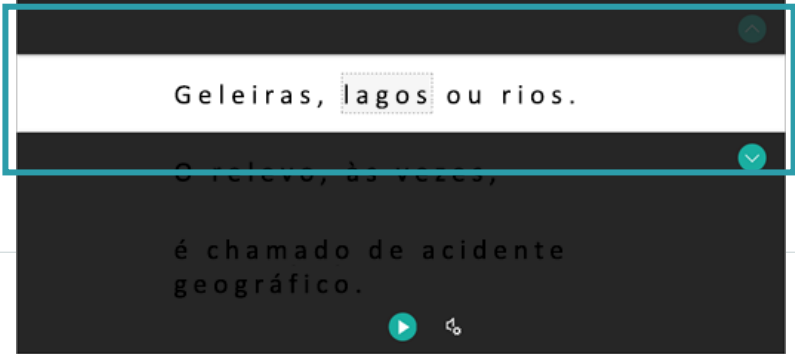 Geleiras, lagos ou rios.
O relevo, às vezes,
é chamado de acidente
geográfico.